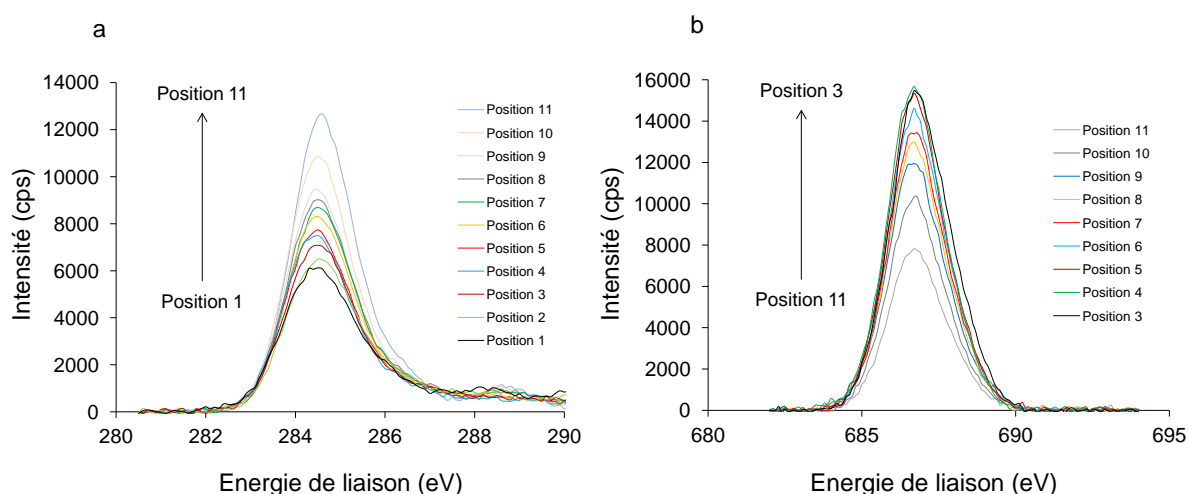 a
14000
12000
10000
8000
6000
4000
2000
0
Intensité (cps)
280
282
284
286
288
290
Energie de liaison (eV)
Position 11
Position 1
Position 11
Position 10
Position 9
Position 8
Position 7
Position 6
Position 5
Position 4
Position 3
Position 2
Position 1
b
16000
14000
12000
10000
8000
6000
4000
2000
0
Intensité (cps)
680
685
690
695
Energie de liaison (eV)
Position 3
Position 11
Position 11
Position 10
Position 9
Position 8
Position 7
Position 6
Position 5
Position 4
Position 3